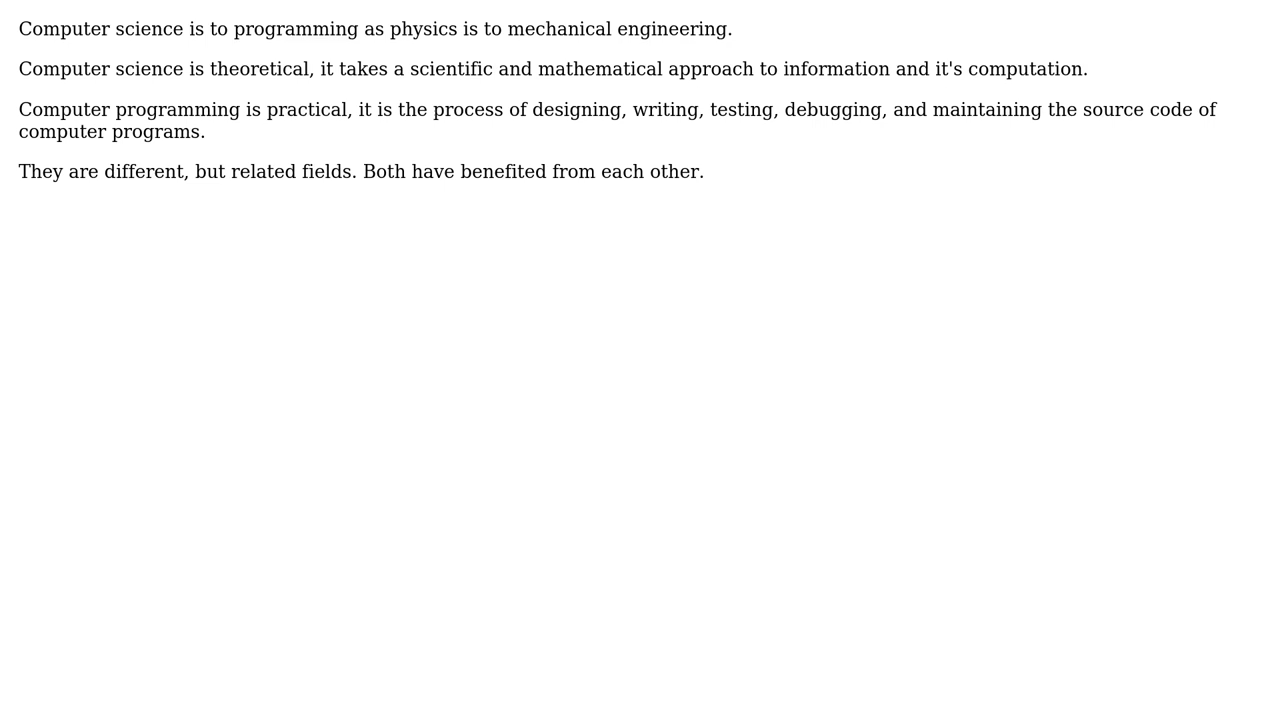 Computer science is to programming as physics is to mechanical engineering.
Computer science is theoretical, it takes a scientific and mathematical approach to information and it's computation.
Computer programming is practical, it is the process of designing, writing, testing, debugging, and maintaining the source code of
computer programs.
They are different, but related fields. Both have benefited from each other.